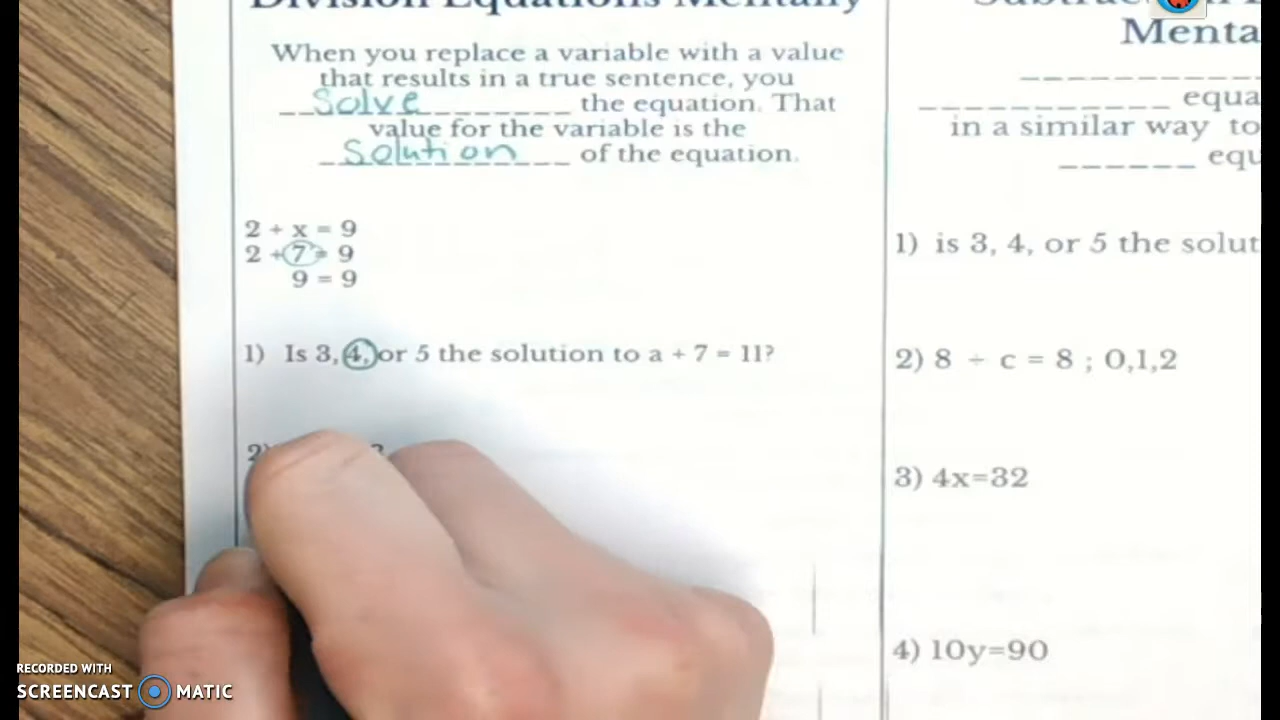 Division Equations Mentally
When you replace a variable with a value
that results in a true sentence, you
solve the equation. That
value for the variable is the
solution of the equation.
2 + x = 9
2 + 7 = 9
9 = 9
1) Is 3, 4, or 5 the solution to a + 7 = 11?
2)
Menta
equa
in a similar way to
equ
1) is 3, 4, or 5 the solut
2) 8 ÷ c = 8 ; 0,1,2
3) 4x=32
4) 10y=90
RECORDED WITH
SCREENCAST MATIC